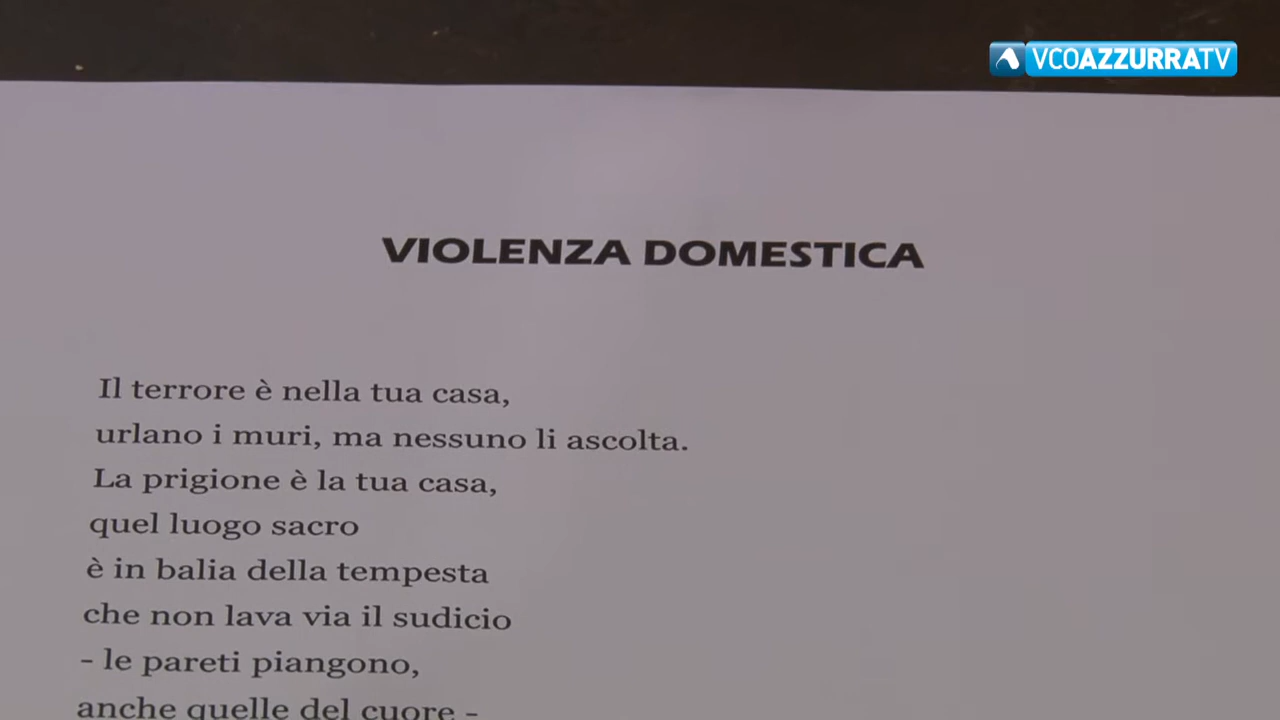 VCOAZZURRATV
VIOLENZA DOMESTICA
Il terrore è nella tua casa,
urlano i muri, ma nessuno li ascolta.
La prigione è la tua casa,
quel luogo sacro
è in balia della tempesta
che non lava via il sudicio
- le pareti piangono,
anche quelle del cuore -